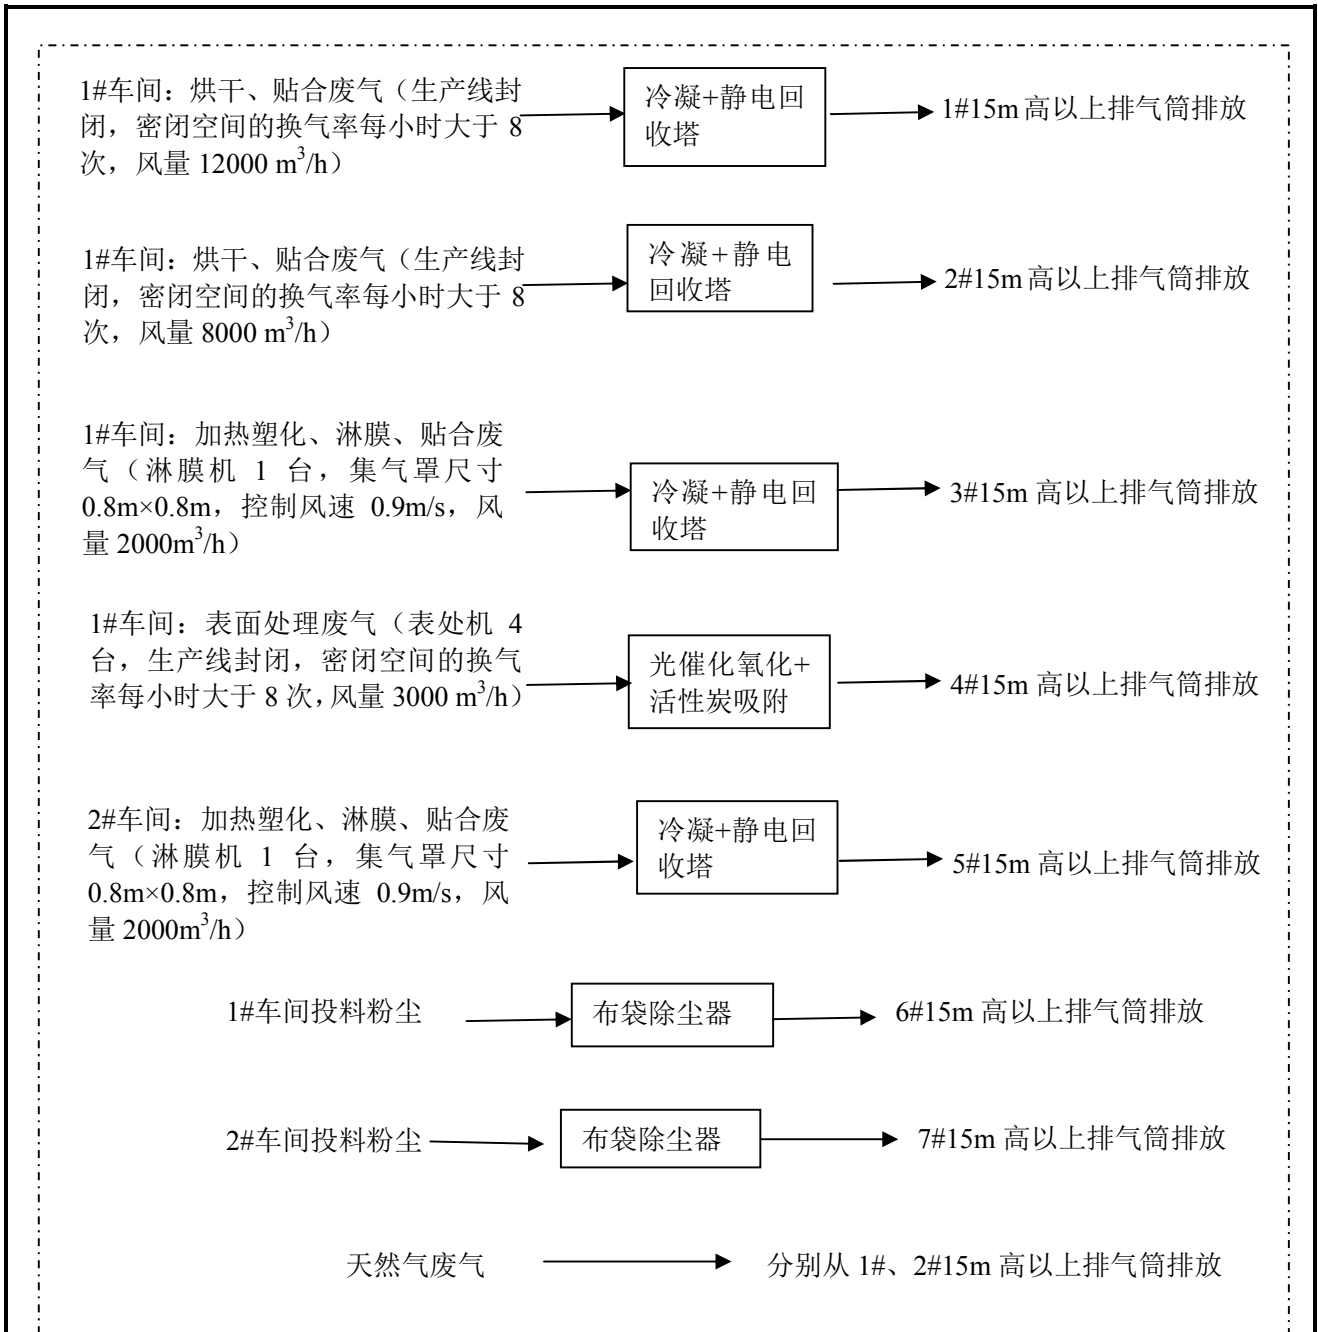 1#车间：烘干、贴合废气（生产线封
闭，密闭空间的换气率每小时大于 8
次，风量 12000 m³/h）
冷凝+静电回
收塔
1#15m 高以上排气筒排放
1#车间：烘干、贴合废气（生产线封
闭，密闭空间的换气率每小时大于 8
次，风量 8000 m³/h）
冷凝+静电
回收塔
2#15m 高以上排气筒排放
1#车间：加热塑化、淋膜、贴合废
气（淋膜机 1 台，集气罩尺寸
0.8m×0.8m，控制风速 0.9m/s，风
量 2000m³/h）
冷凝+静电回
收塔
3#15m 高以上排气筒排放
1#车间：表面处理废气（表处机 4
台，生产线封闭，密闭空间的换气
率每小时大于 8 次，风量 3000 m³/h）
光催化氧化+
活性炭吸附
4#15m 高以上排气筒排放
2#车间：加热塑化、淋膜、贴合废
气（淋膜机 1 台，集气罩尺寸
0.8m×0.8m，控制风速 0.9m/s，风
量 2000m³/h）
冷凝+静电回
收塔
5#15m 高以上排气筒排放
1#车间投料粉尘
布袋除尘器
6#15m 高以上排气筒排放
2#车间投料粉尘
布袋除尘器
7#15m 高以上排气筒排放
天然气废气
分别从 1#、2#15m 高以上排气筒排放